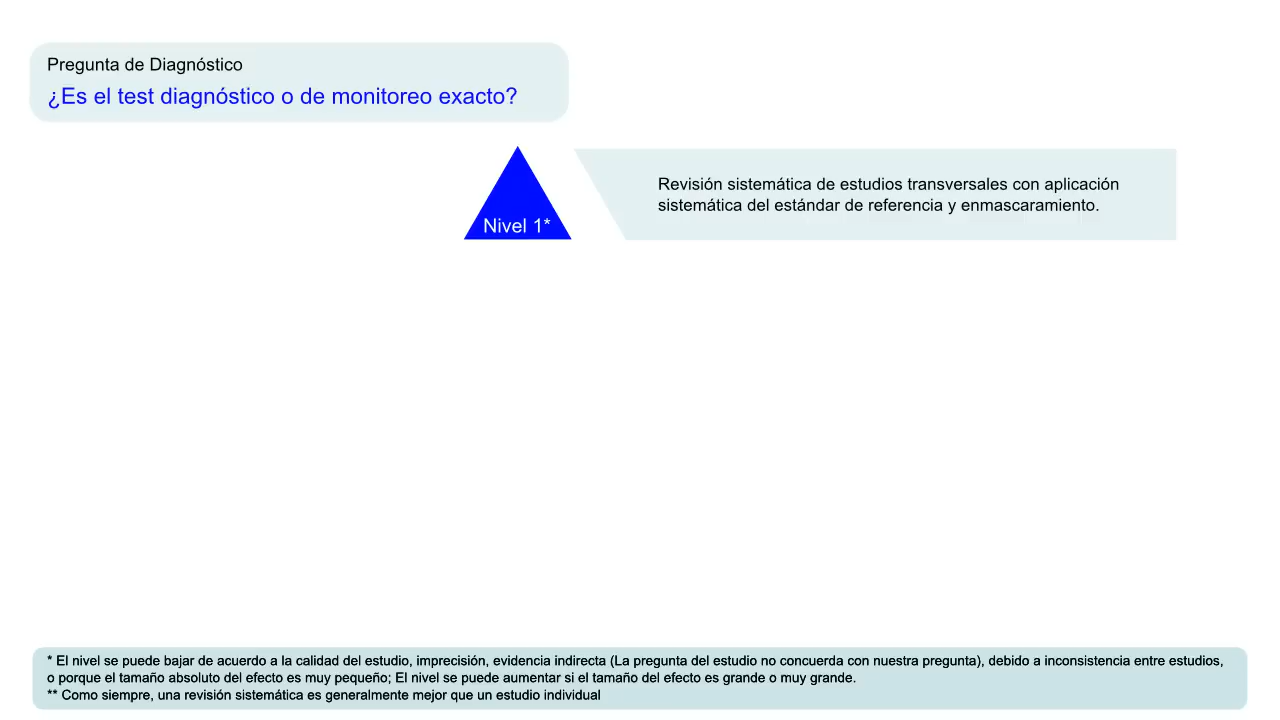 Pregunta de Diagnóstico
¿Es el test diagnóstico o de monitoreo exacto?
Nivel 1*
Revisión sistemática de estudios transversales con aplicación
sistemática del estándar de referencia y enmascaramiento.
* El nivel se puede bajar de acuerdo a la calidad del estudio, imprecisión, evidencia indirecta (La pregunta del estudio no concuerda con nuestra pregunta), debido a inconsistencia entre estudios,
o porque el tamaño absoluto del efecto es muy pequeño; El nivel se puede aumentar si el tamaño del efecto es grande o muy grande.
** Como siempre, una revisión sistemática es generalmente mejor que un estudio individual